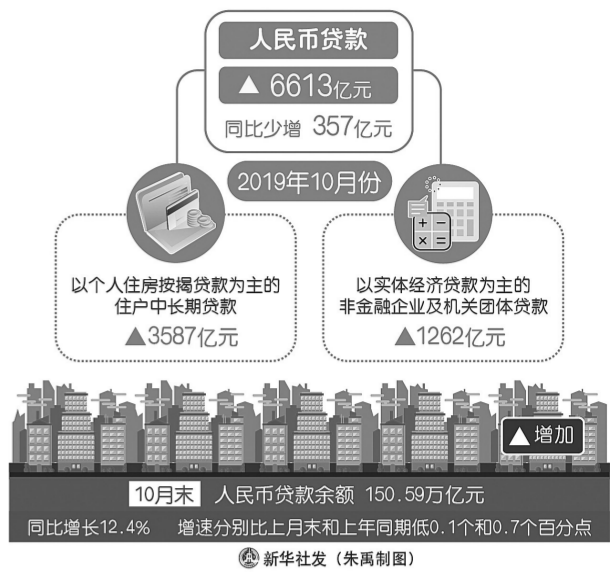 人民币贷款
▲ 6613亿元
同比少增 357亿元
2019年10月份
以个人住房按揭贷款为主的
住户中长期贷款
▲3587亿元
以实体经济贷款为主的
非金融企业及机关团体贷款
▲1262亿元
▲ 增加
10月末 人民币贷款余额 150.59万亿元
同比增长12.4% 增速分别比上月末和上年同期低0.1个和0.7个百分点
新华社发（朱禹制图）